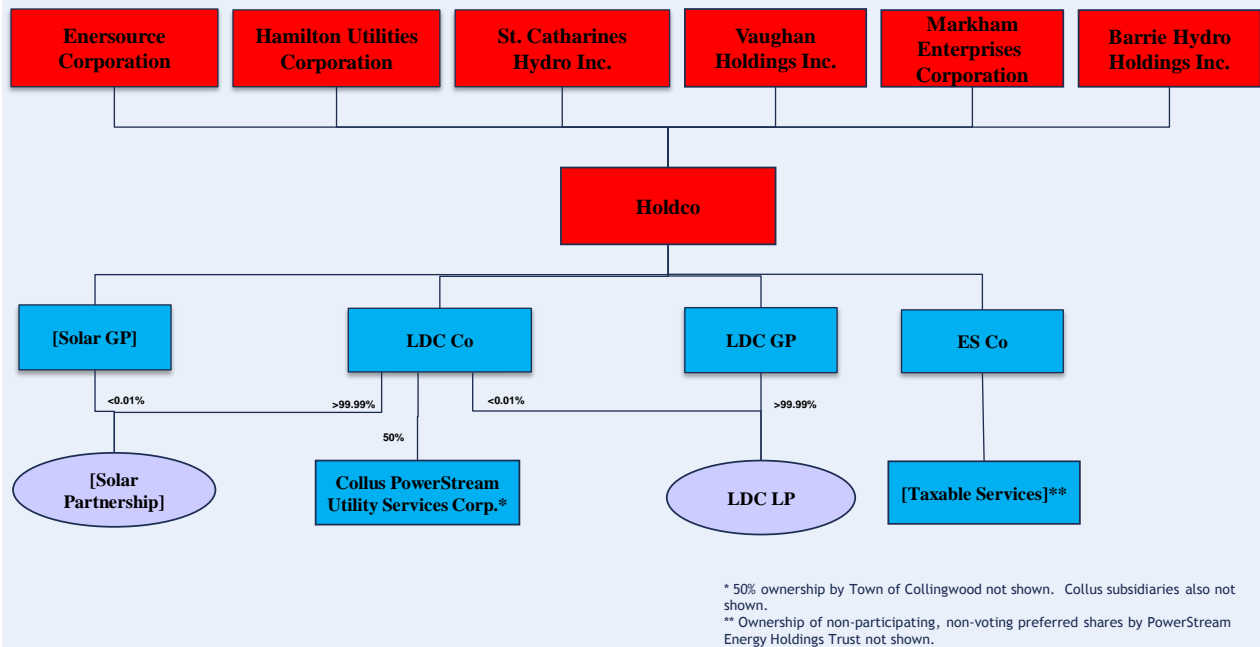 Enersource
Corporation
Hamilton Utilities
Corporation
St. Catharines
Hydro Inc.
Vaughan
Holdings Inc.
Markham
Enterprises
Corporation
Barrie Hydro
Holdings Inc.
Holdco
[Solar GP]
LDC Co
LDC GP
ES Co
<0.01%
>99.99%
<0.01%
>99.99%
50%
[Solar
Partnership]
Collus PowerStream
Utility Services Corp.*
LDC LP
[Taxable Services]**
* 50% ownership by Town of Collingwood not shown. Collus subsidiaries also not
shown.
** Ownership of non-participating, non-voting preferred shares by PowerStream
Energy Holdings Trust not shown.